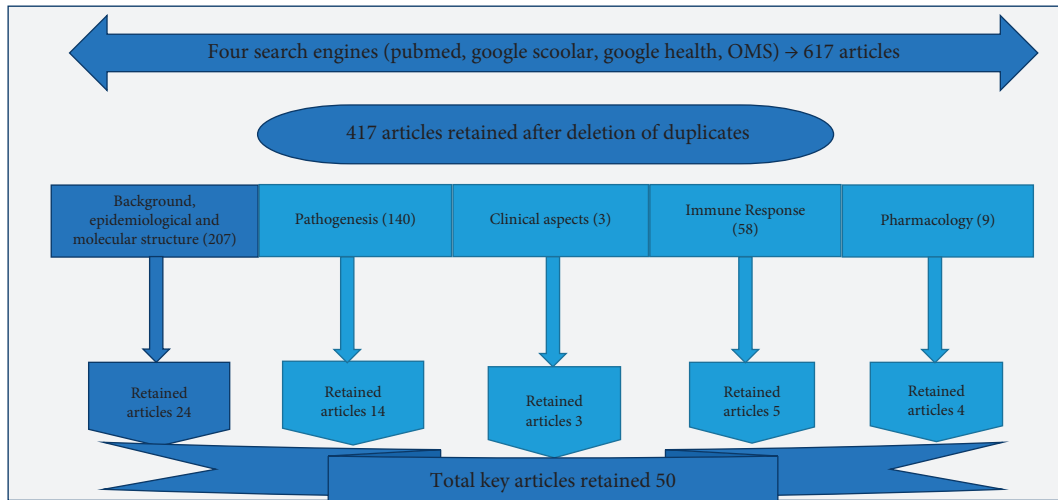 Four search engines (pubmed, google scoolar, google health, OMS) → 617 articles
417 articles retained after deletion of duplicates
Background,
epidemiological and
molecular structure (207)
Pathogenesis (140)
Clinical aspects (3)
Immune Response
(58)
Pharmacology (9)
Retained
articles 24
Retained
articles 14
Retained
articles 3
Retained
articles 5
Retained
articles 4
Total key articles retained 50